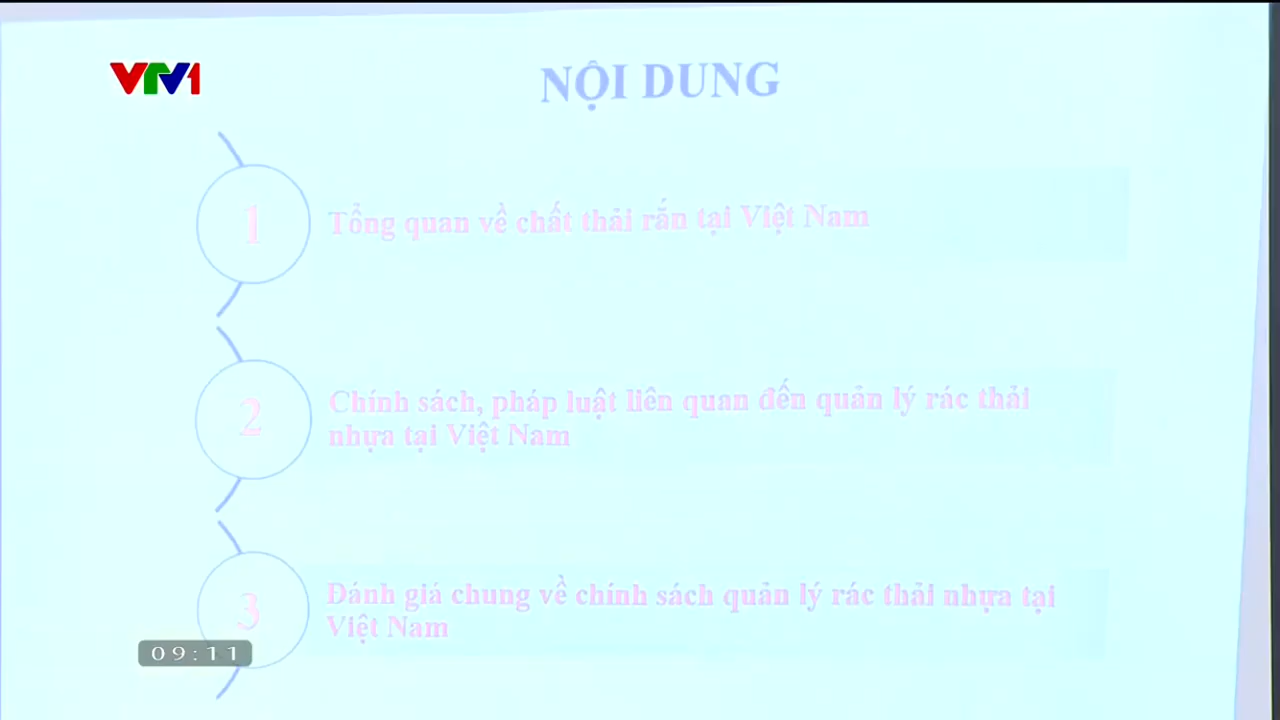 VTV1
NỘI DUNG
1
Tổng quan về chất thải rắn tại Việt Nam
2
Chính sách, pháp luật liên quan đến quản lý rác thải
nhựa tại Việt Nam
3
Đánh giá chung về chính sách quản lý rác thải nhựa tại
Việt Nam
09:11